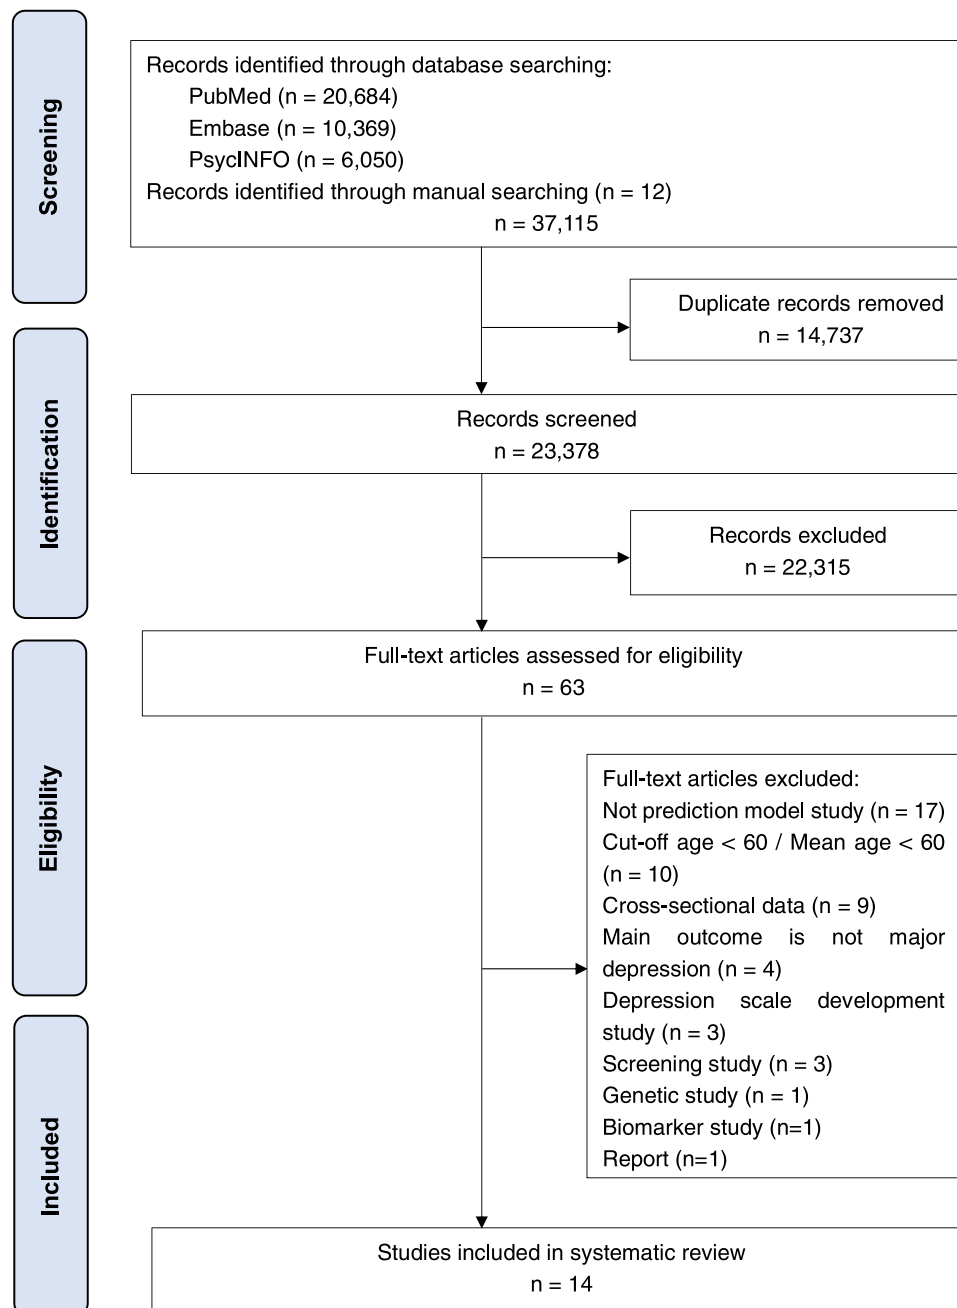 Screening
Records identified through database searching:
PubMed (n = 20,684)
Embase (n = 10,369)
PsycINFO (n = 6,050)
Records identified through manual searching (n = 12)
n = 37,115
Duplicate records removed
n = 14,737
Identification
Records screened
n = 23,378
Records excluded
n = 22,315
Eligibility
Full-text articles assessed for eligibility
n = 63
Full-text articles excluded:
Not prediction model study (n = 17)
Cut-off age < 60 / Mean age < 60
(n = 10)
Cross-sectional data (n = 9)
Main outcome is not major
depression (n = 4)
Depression scale development
study (n = 3)
Screening study (n = 3)
Genetic study (n = 1)
Biomarker study (n=1)
Report (n=1)
Included
Studies included in systematic review
n = 14